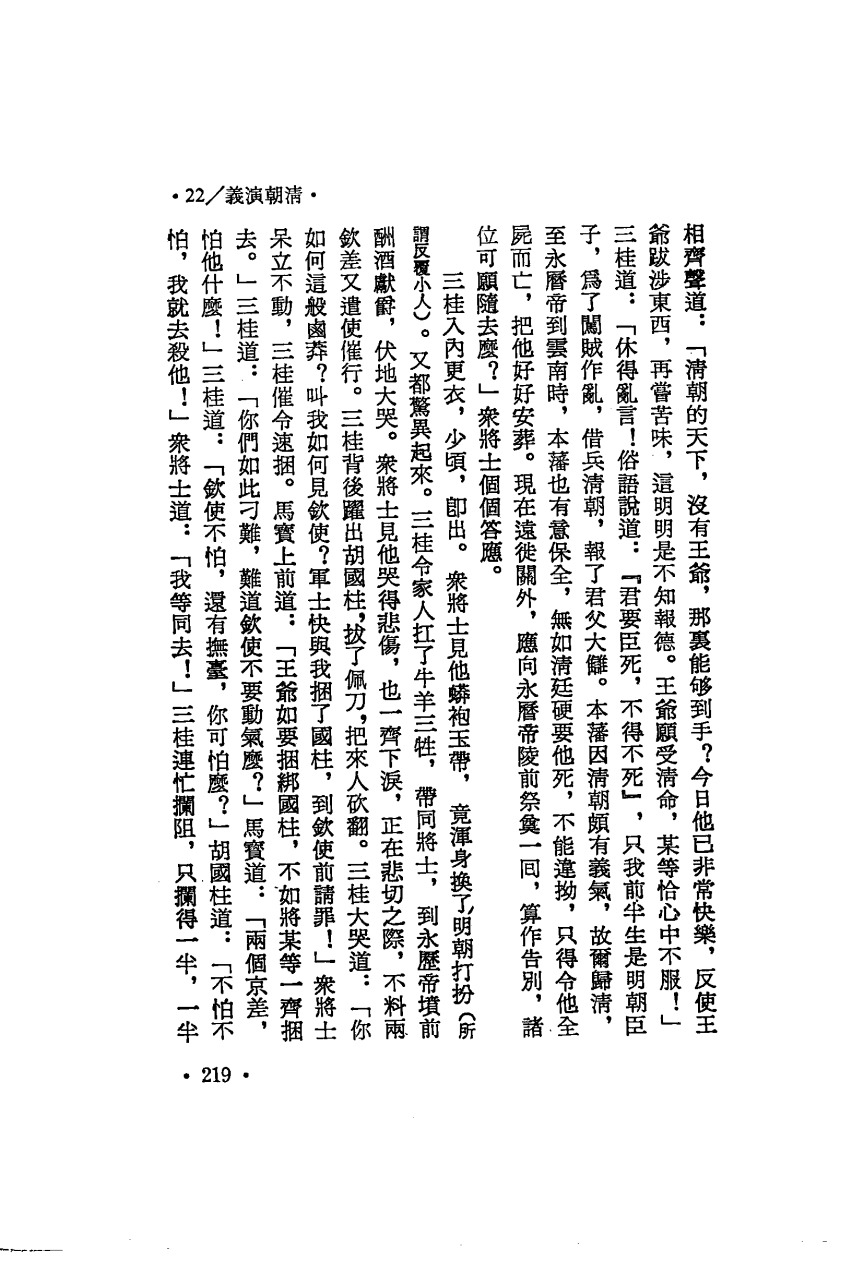 ·22／義演朝清·
相齊聲道：「清朝的天下，沒有王爺，那裏能够到手？今日他已非常快樂，反使王
爺跋涉東西，再嘗苦味，這明明是不知報德。王爺願受清命，某等恰心中不服！」
三桂道：「休得亂言！俗語說道：『君要臣死，不得不死』，只我前半生是明朝臣
子，爲了闖賊作亂，借兵清朝，報了君父大讎。本藩因清朝頗有義氣，故爾歸清，
至永曆帝到雲南時，本藩也有意保全，無如清廷硬要他死，不能違拗，只得令他全
屍而亡，把他好好安葬。現在遠徙關外，應向永曆帝陵前祭奠一回，算作告別，諸
位可願隨去麼？」衆將士個個答應。
三桂入內更衣，少頃，卽出。衆將士見他蟒袍玉帶，竟渾身換了明朝打扮（所
謂反覆小人）。又都驚異起來。三桂令家人扛了牛羊三牲，帶同將士，到永歷帝墳前
酬酒獻爵，伏地大哭。衆將士見他哭得悲傷，也一齊下淚，正在悲切之際，不料兩
欽差又遣使催行。三桂背後躍出胡國柱，拔了佩刀，把來人砍翻。三桂大哭道：「你
如何這般鹵莽？叫我如何見欽使？軍士快與我捆了國柱，到欽使前請罪！」衆將士
呆立不動，三桂催令速捆。馬寶上前道：「王爺如要捆綁國柱，不如將某等一齊捆
去。」三桂道：「你們如此刁難，難道欽使不要動氣麼？」馬寶道：「兩個京差，
怕他什麼！」三桂道：「欽使不怕，還有撫臺，你可怕麼？」胡國柱道：「不怕不
怕，我就去殺他！」衆將士道：「我等同去！」三桂連忙攔阻，只攔得一半，一半
·219·